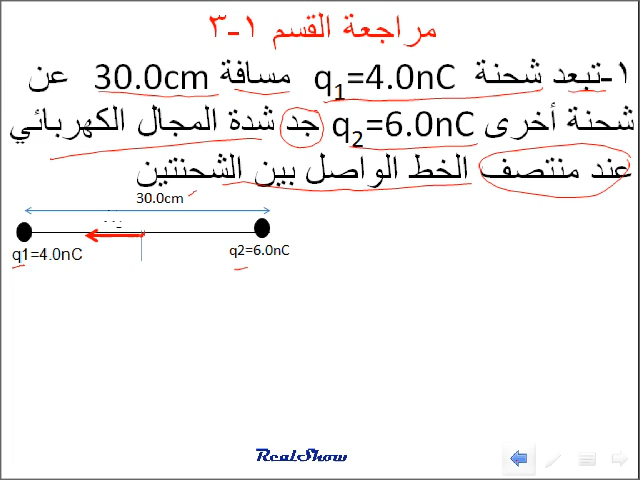 مراجعة القسم ١-٣
١-تبعد شحنة q1=4.0nC مسافة 30.0cm عن
شحنة أخرى q2=6.0nC جد شدة المجال الكهربائي
عند منتصف الخط الواصل بين الشحنتين
30.0cm
q1=4.0nC
q2=6.0nC
RealShow